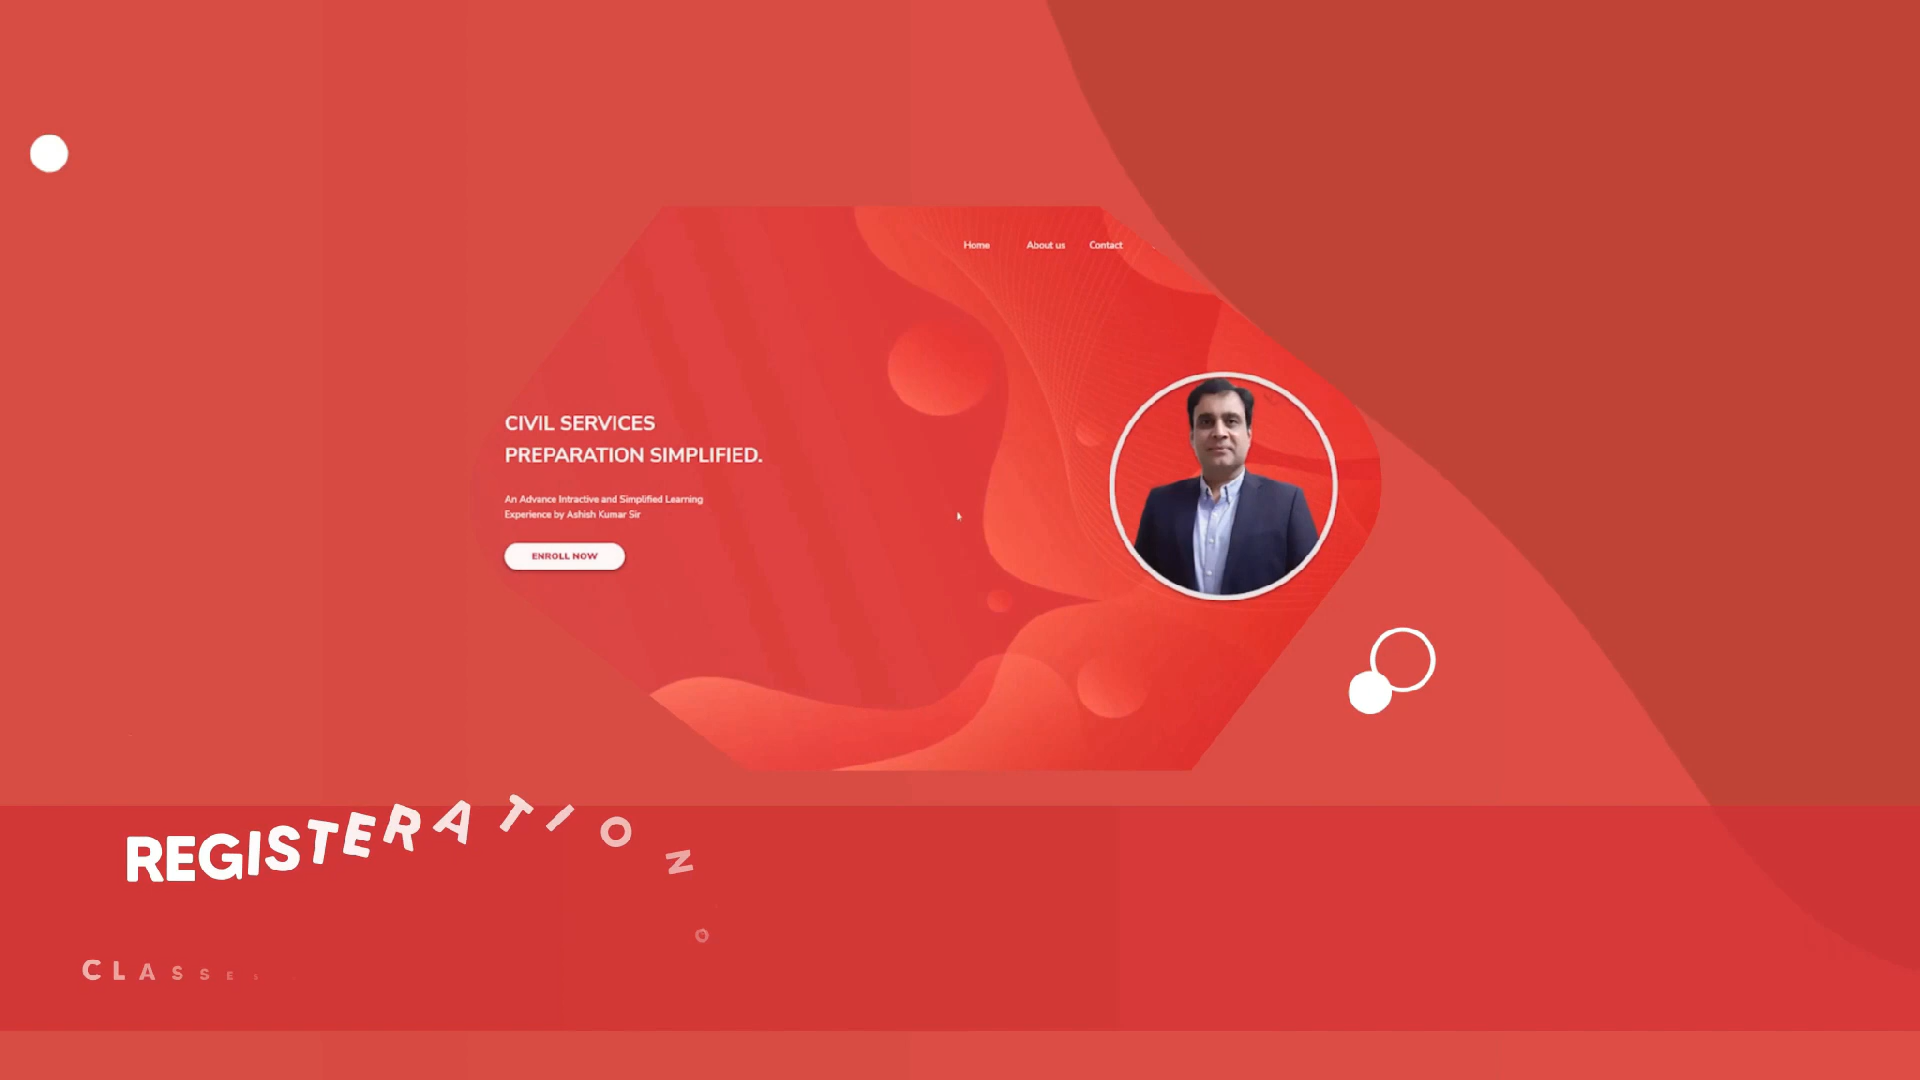 Home About us Contact
CIVIL SERVICES
PREPARATION SIMPLIFIED.
An Advance Intractive and Simplified Learning
Experience by Ashish Kumar Sir
ENROLL NOW
REGISTERATION O
CLASSES